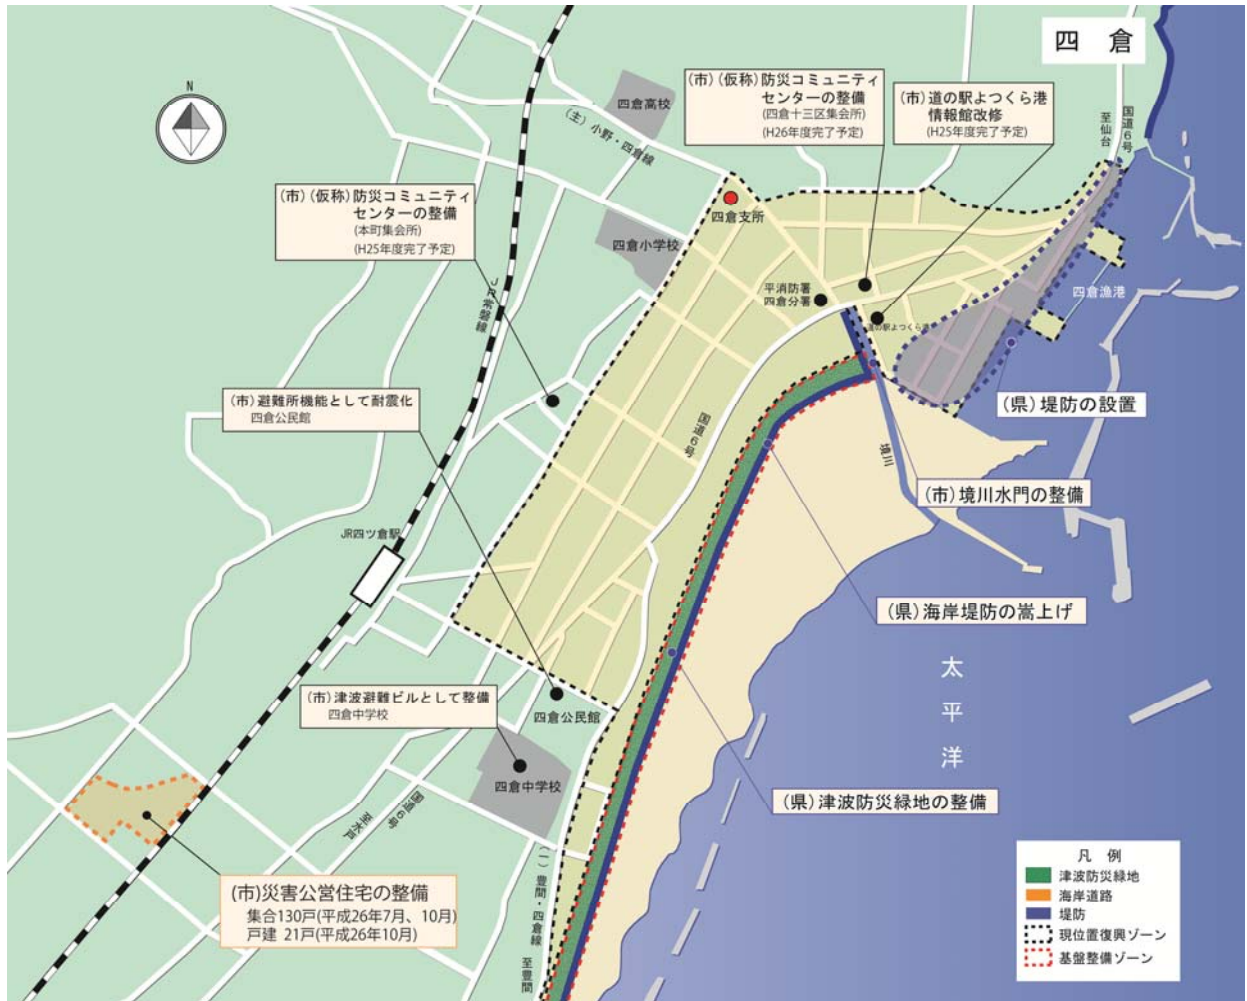 四 倉
N
(市)(仮称)防災コミュニティ
センターの整備
(四倉十三区集会所)
(H26年度完了予定)
(市)道の駅よつくら港
情報館改修
(H25年度完了予定)
国道6号
至仙台
四倉高校
(主)小野・四倉線
(市)(仮称)防災コミュニティ
センターの整備
(本町集会所)
(H25年度完了予定)
四倉支所
四倉小学校
JR常磐線
平消防署
四倉分署
道の駅よつくら港
四倉漁港
(県)堤防の設置
(市)避難所機能として耐震化
四倉公民館
国道6号
境川
(市)境川水門の整備
JR四ツ倉駅
(県)海岸堤防の嵩上げ
太平洋
(市)津波避難ビルとして整備
四倉中学校
四倉公民館
四倉中学校
(県)津波防災緑地の整備
国道6号
至水戸
(一)豊間・四倉線
至豊間
(市)災害公営住宅の整備
集合130戸(平成26年7月、10月)
戸建 21戸(平成26年10月)
凡 例
津波防災緑地
海岸道路
堤防
現位置復興ゾーン
基盤整備ゾーン